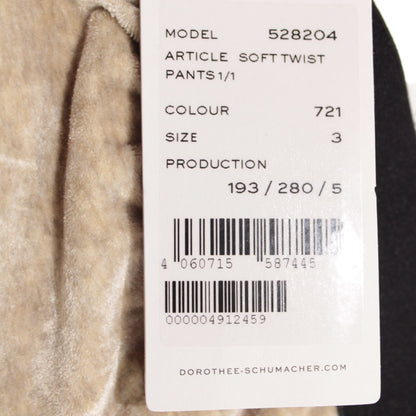 MODEL 528204
ARTICLE SOFT TWIST
PANTS 1/1
COLOUR 721
SIZE 3
PRODUCTION
193 / 280 / 5
4 060715 587445
000004912459
DOROTHEE-SCHUMACHER.COM